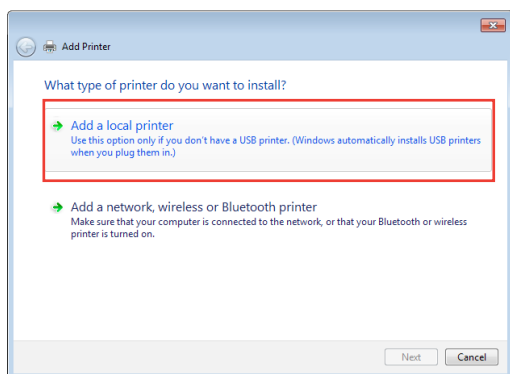 Add Printer
What type of printer do you want to install?
Add a local printer
Use this option only if you don't have a USB printer. (Windows automatically installs USB printers
when you plug them in.)
Add a network, wireless or Bluetooth printer
Make sure that your computer is connected to the network, or that your Bluetooth or wireless
printer is turned on.
Next Cancel